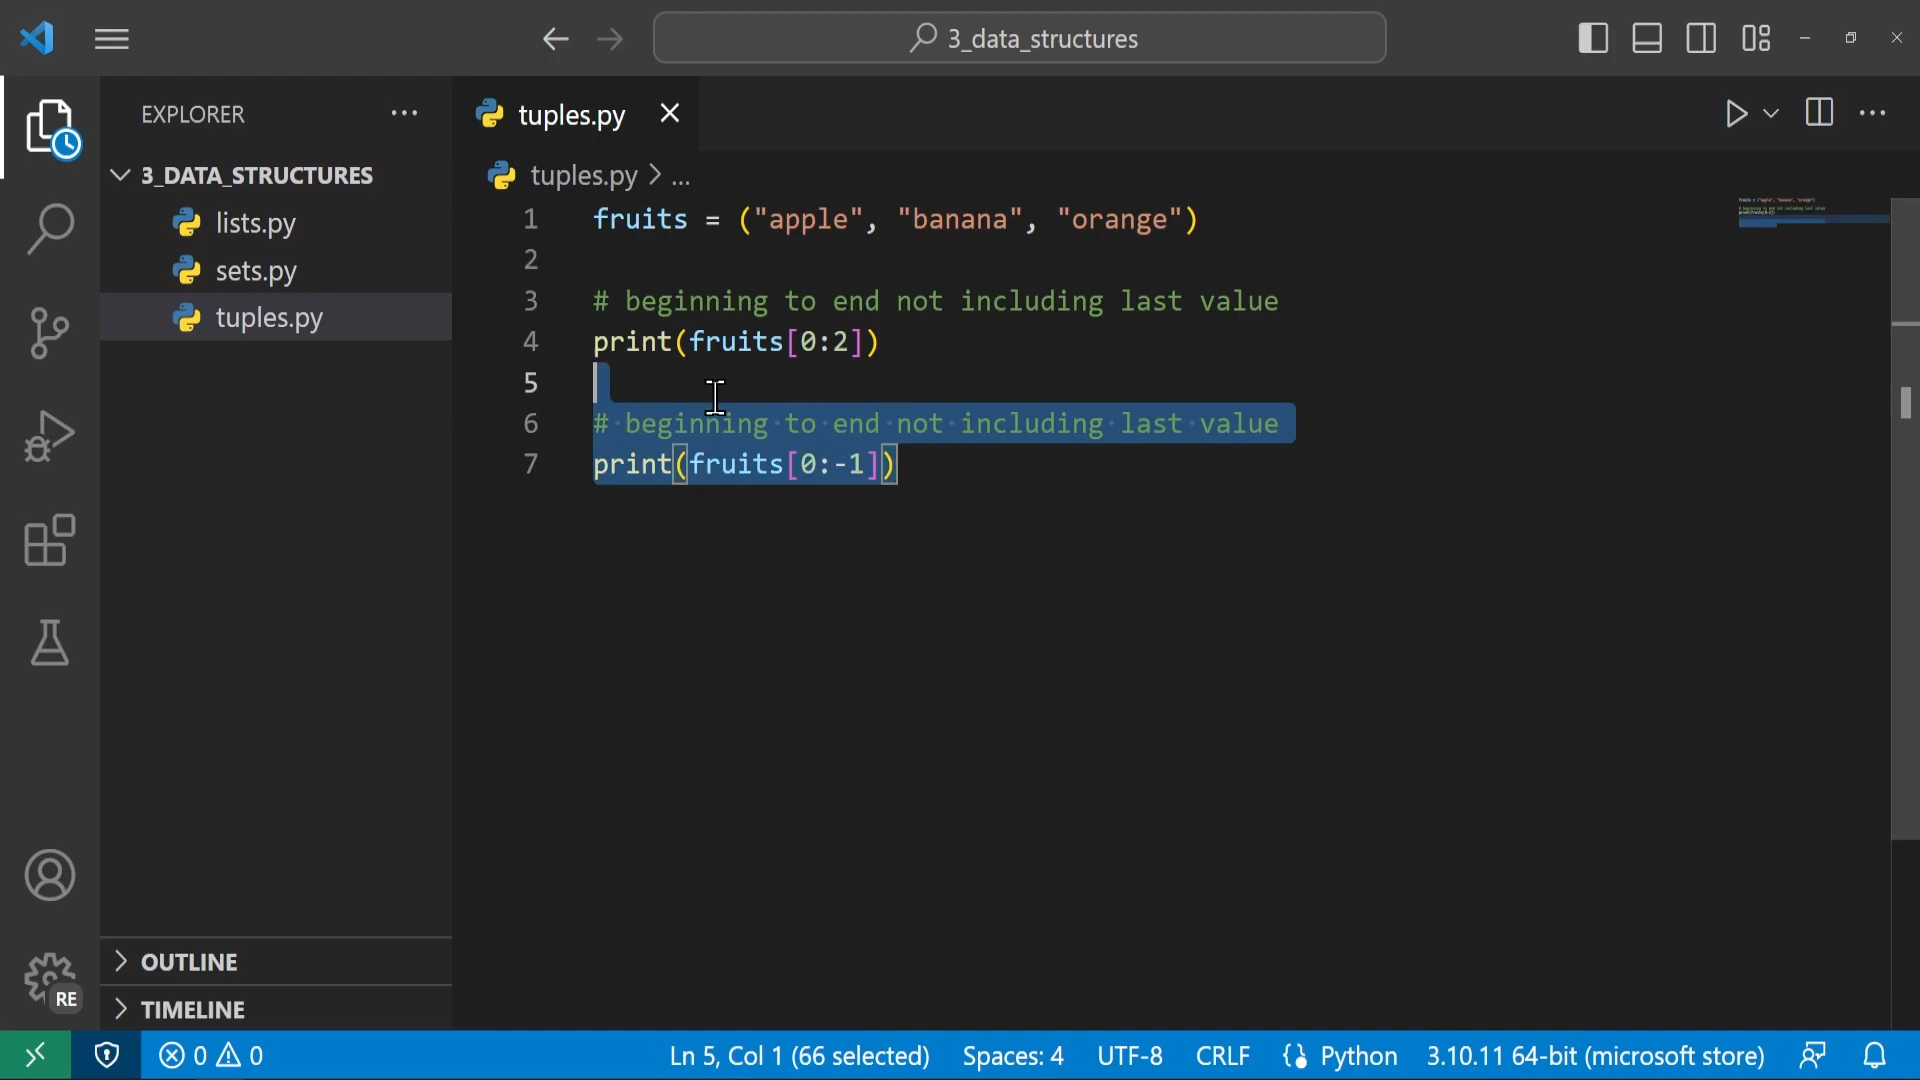 3_data_structures
EXPLORER
tuples.py
3_DATA_STRUCTURES
lists.py
sets.py
tuples.py
tuples.py > ...
1 fruits = ("apple", "banana", "orange")
2
3 # beginning to end not including last value
4 print(fruits[0:2])
5
6 # beginning to end not including last value
7 print(fruits[0:-1])
OUTLINE
TIMELINE
RE
0 0
Ln 5, Col 1 (66 selected) Spaces: 4 UTF-8 CRLF Python 3.10.11 64-bit (microsoft store)